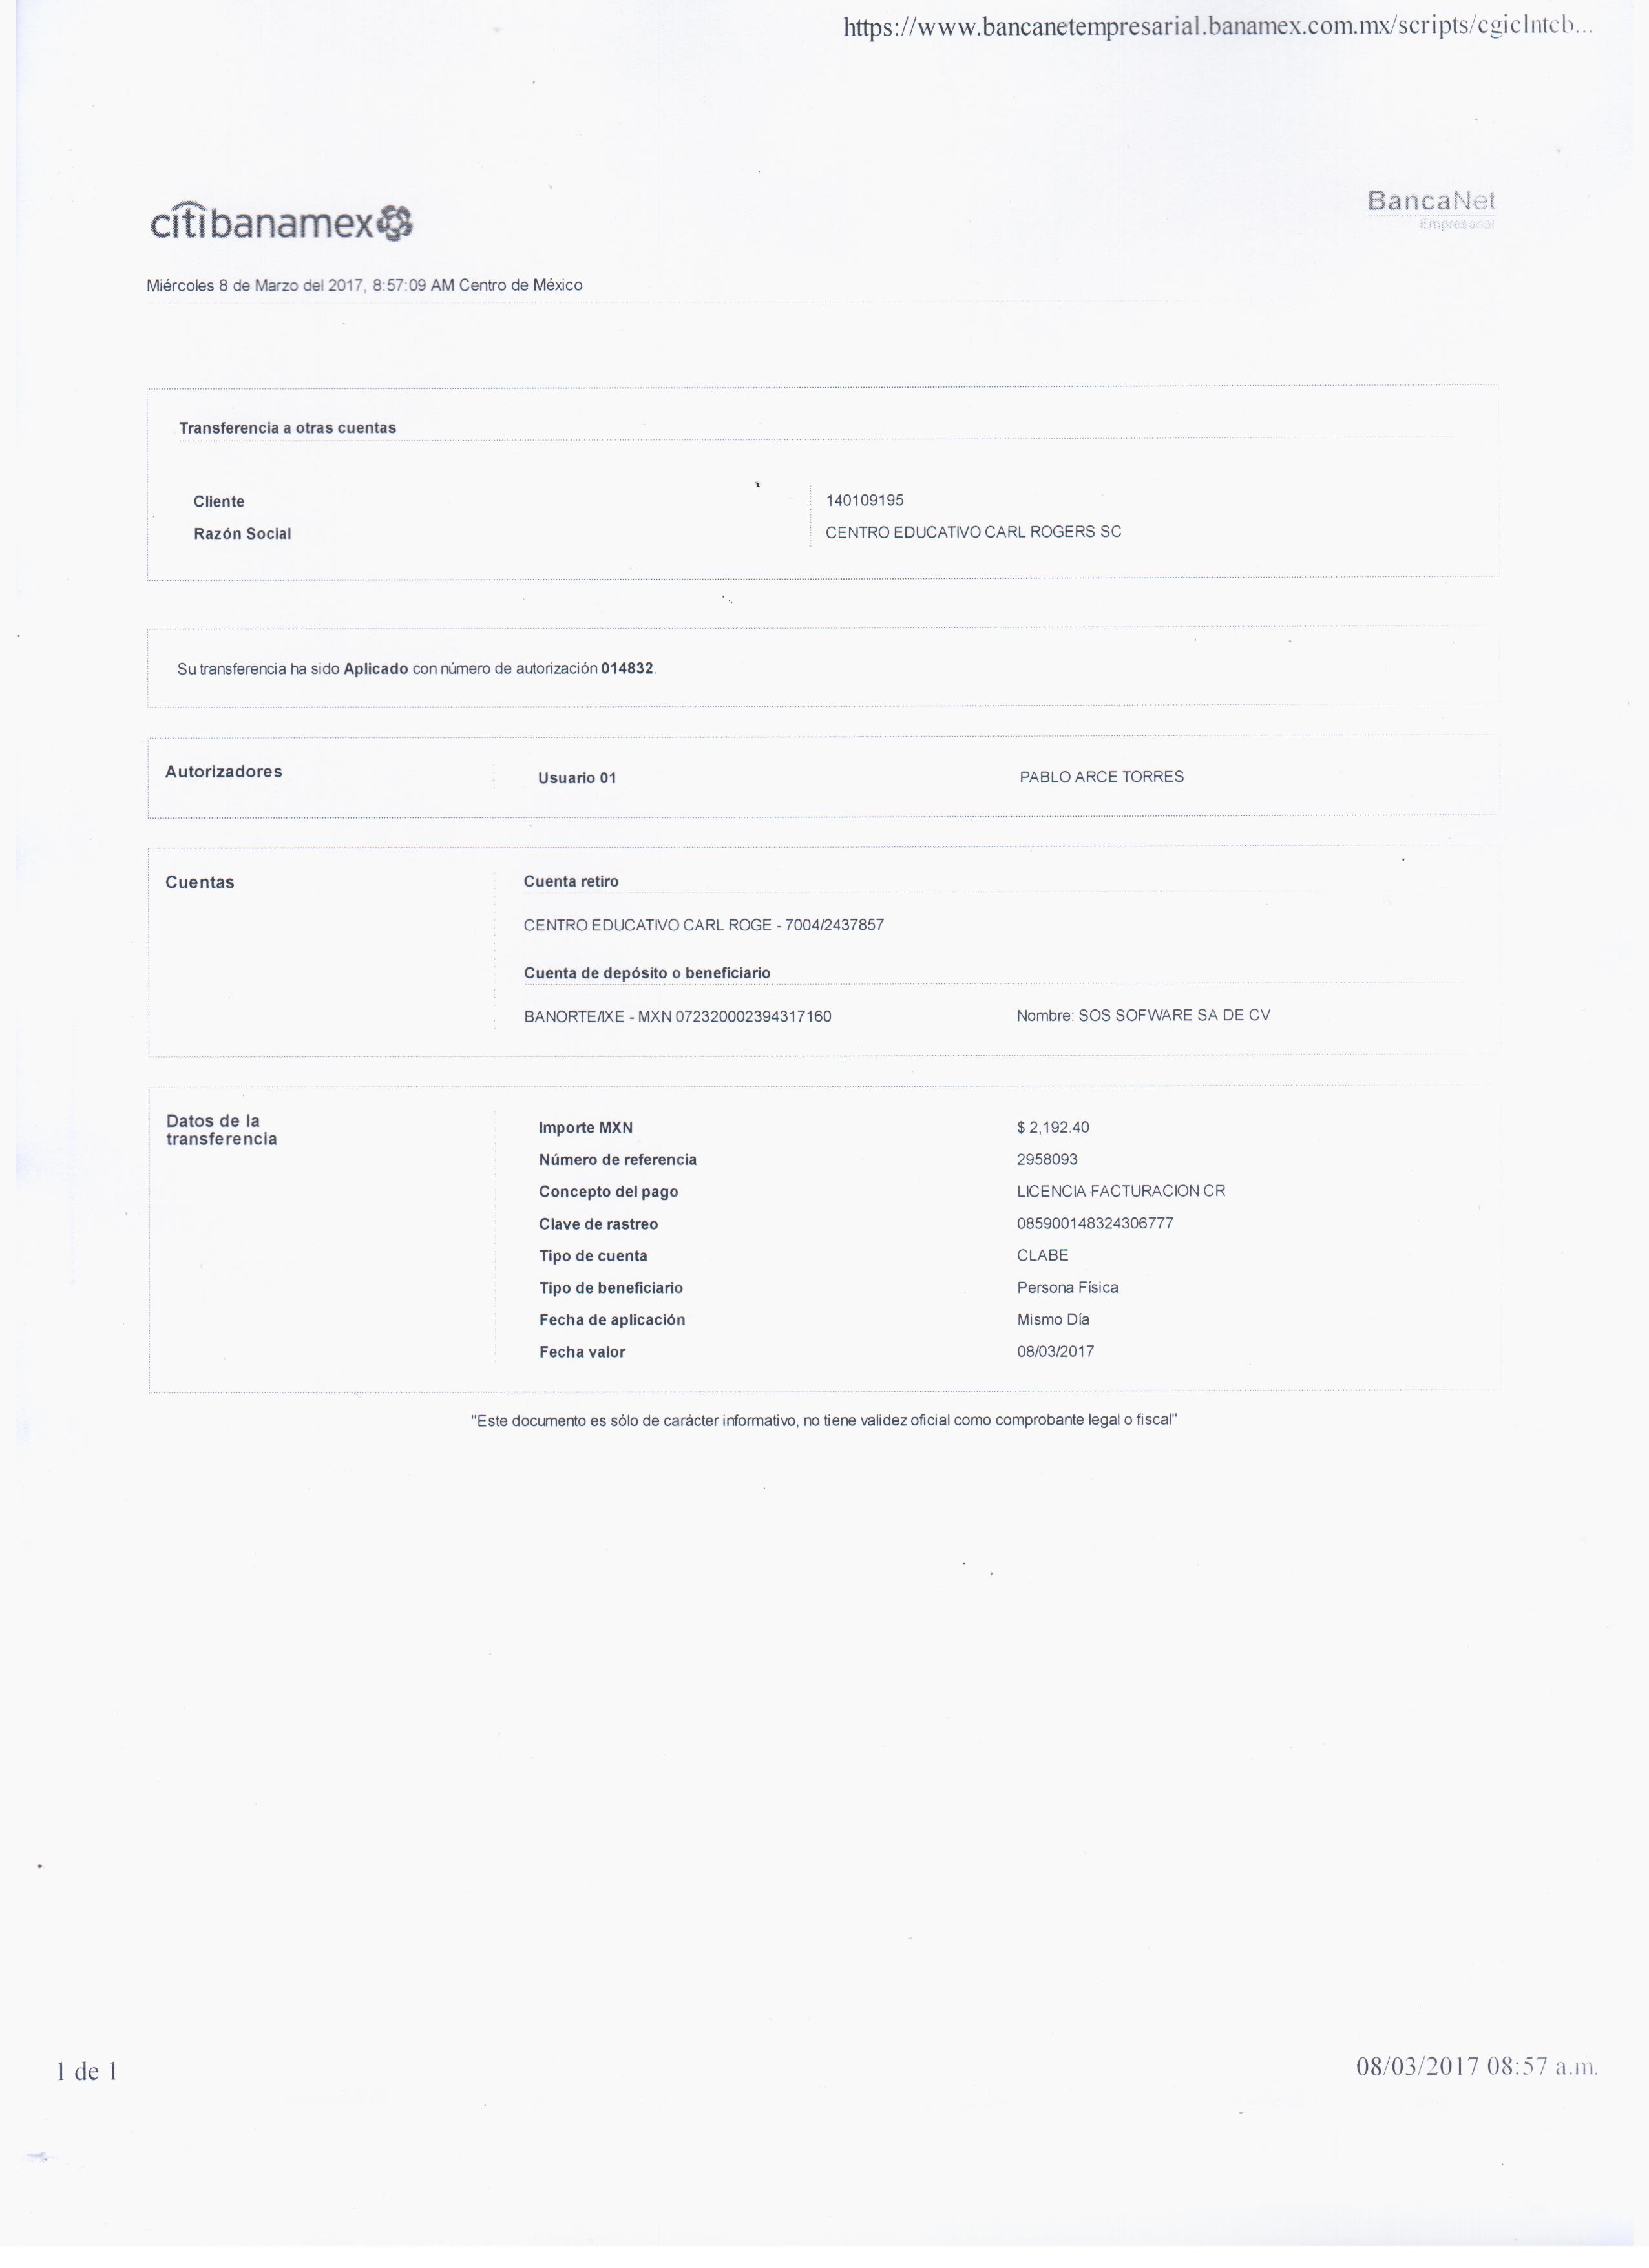 https://www.bancanetempresarial.banamex.com.mx/scripts/cgiclntcb...
citibanamex
BancaNet
Empresarial
Miércoles 8 de Marzo del 2017, 8:57:09 AM Centro de México
Transferencia a otras cuentas
Cliente 140109195
Razón Social CENTRO EDUCATIVO CARL ROGERS SC
Su transferencia ha sido Aplicado con número de autorización 014832.
Autorizadores Usuario 01 PABLO ARCE TORRES
Cuentas Cuenta retiro
CENTRO EDUCATIVO CARL ROGE - 7004/2437857
Cuenta de depósito o beneficiario
BANORTE/IXE - MXN 072320002394317160 Nombre: SOS SOFWARE SA DE CV
Datos de la
transferencia
Importe MXN $ 2,192.40
Número de referencia 2958093
Concepto del pago LICENCIA FACTURACION CR
Clave de rastreo 085900148324306777
Tipo de cuenta CLABE
Tipo de beneficiario Persona Física
Fecha de aplicación Mismo Día
Fecha valor 08/03/2017
"Este documento es sólo de carácter informativo, no tiene validez oficial como comprobante legal o fiscal"
1 de 1 08/03/2017 08:57 a.m.